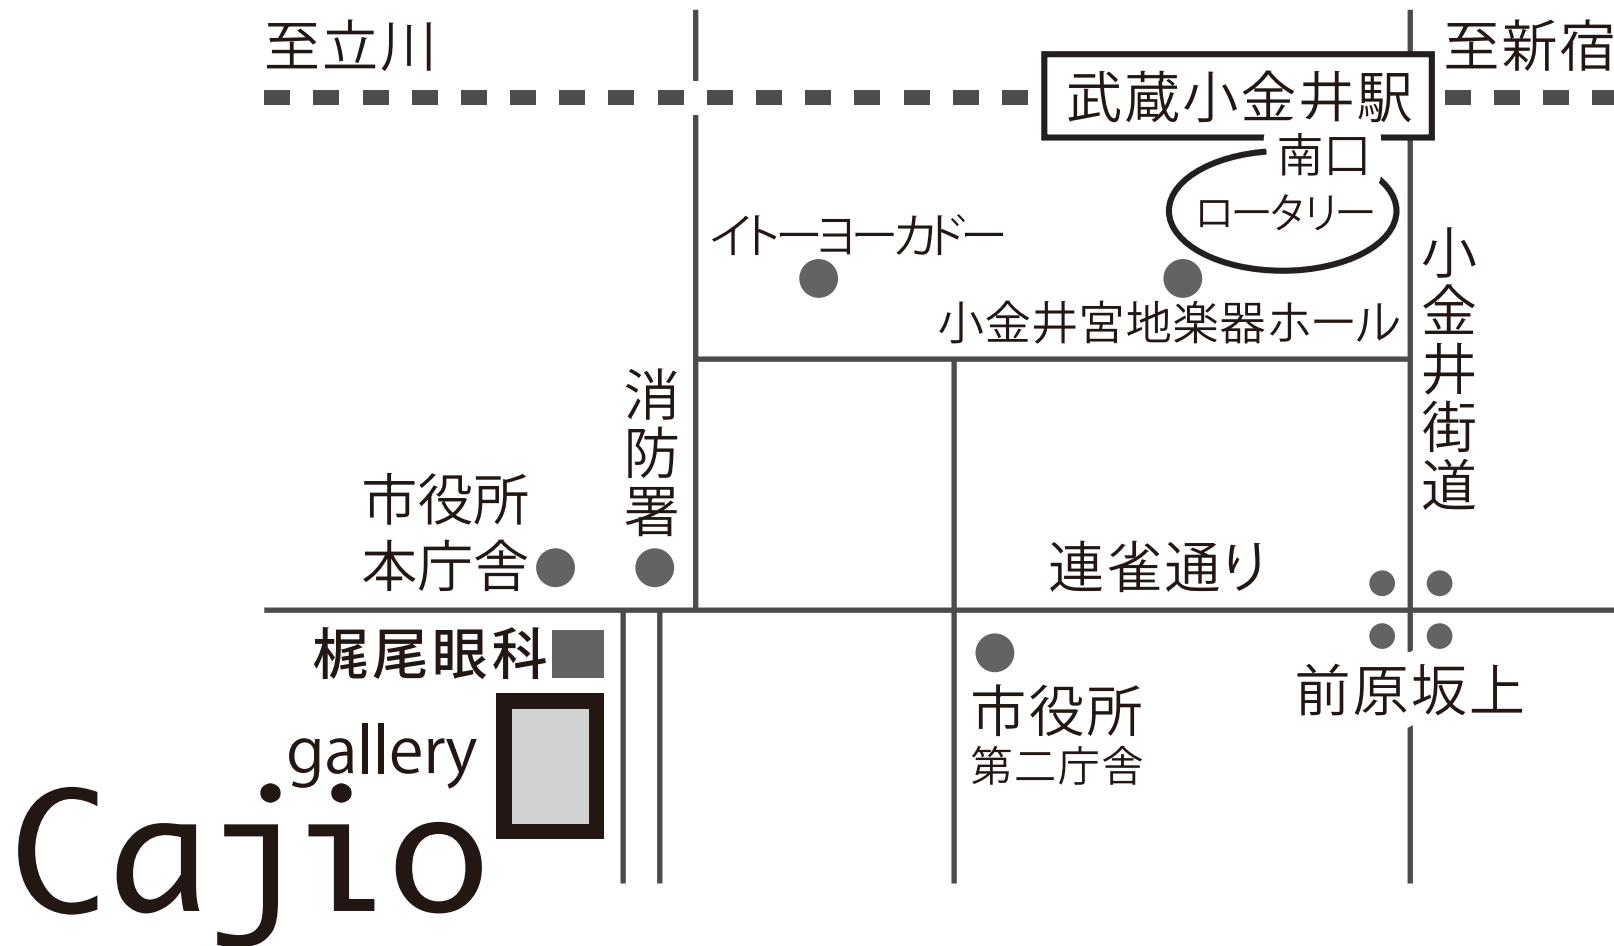 至立川
至新宿
武蔵小金井駅
南口
ロータリー
イトーヨーカドー
小金井宮地楽器ホール
小金井街道
消防署
市役所
本庁舎
連雀通り
梶尾眼科
市役所
第二庁舎
前原坂上
gallery
Cajio